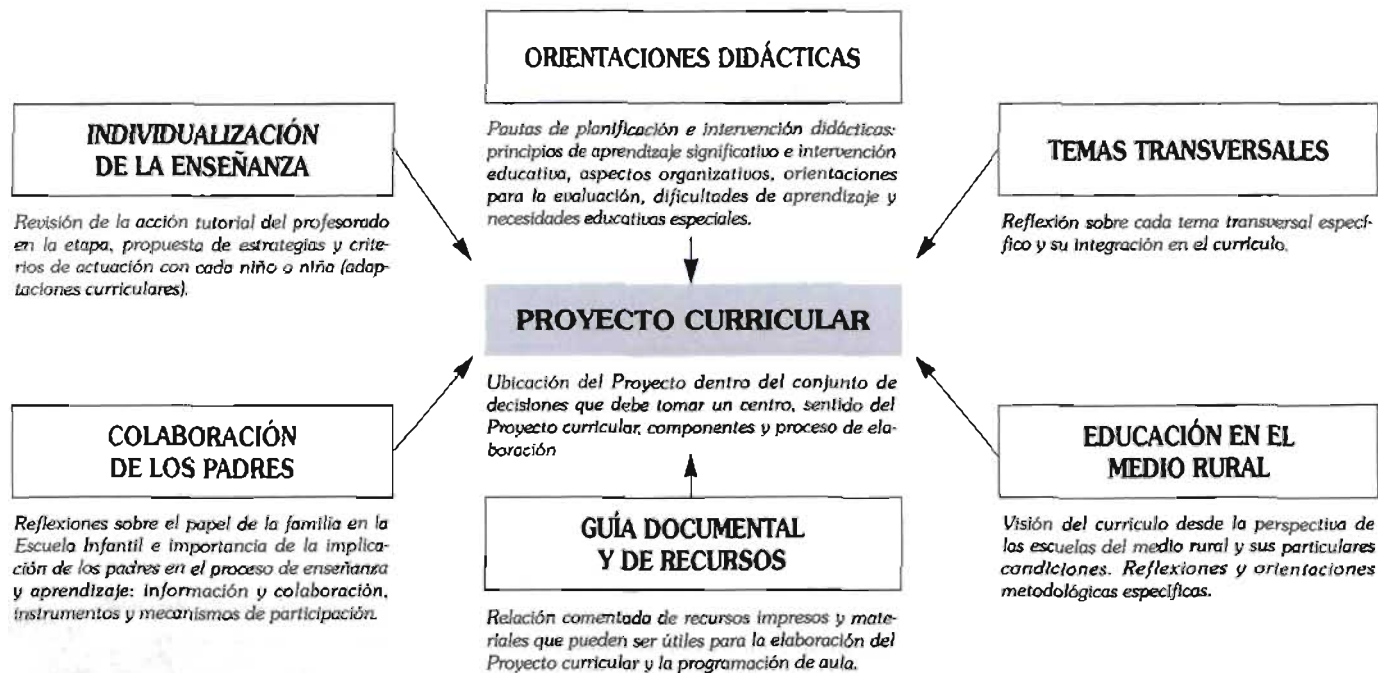 ORIENTACIONES DIDÁCTICAS
Pautas de planificación e intervención didácticas:
principios de aprendizaje significativo e intervención
educativa, aspectos organizativos, orientaciones
para la evaluación, dificultades de aprendizaje y
necesidades educativas especiales.
INDIVIDUALIZACIÓN
DE LA ENSEÑANZA
Revisión de la acción tutorial del profesorado
en la etapa, propuesta de estrategias y crite-
rios de actuación con cada niño o niña (adap-
taciones curriculares).
TEMAS TRANSVERSALES
Reflexión sobre cada tema transversal especí-
fico y su integración en el currículo.
PROYECTO CURRICULAR
Ubicación del Proyecto dentro del conjunto de
decisiones que debe tomar un centro, sentido del
Proyecto curricular, componentes y proceso de ela-
boración
COLABORACIÓN
DE LOS PADRES
Reflexiones sobre el papel de la familia en la
Escuela Infantil e importancia de la implica-
ción de los padres en el proceso de enseñanza
y aprendizaje: información y colaboración,
instrumentos y mecanismos de participación.
EDUCACIÓN EN EL
MEDIO RURAL
Visión del currículo desde la perspectiva de
las escuelas del medio rural y sus particulares
condiciones. Reflexiones y orientaciones
metodológicas específicas.
GUÍA DOCUMENTAL
Y DE RECURSOS
Relación comentada de recursos impresos y mate-
riales que pueden ser útiles para la elaboración del
Proyecto curricular y la programación de aula.